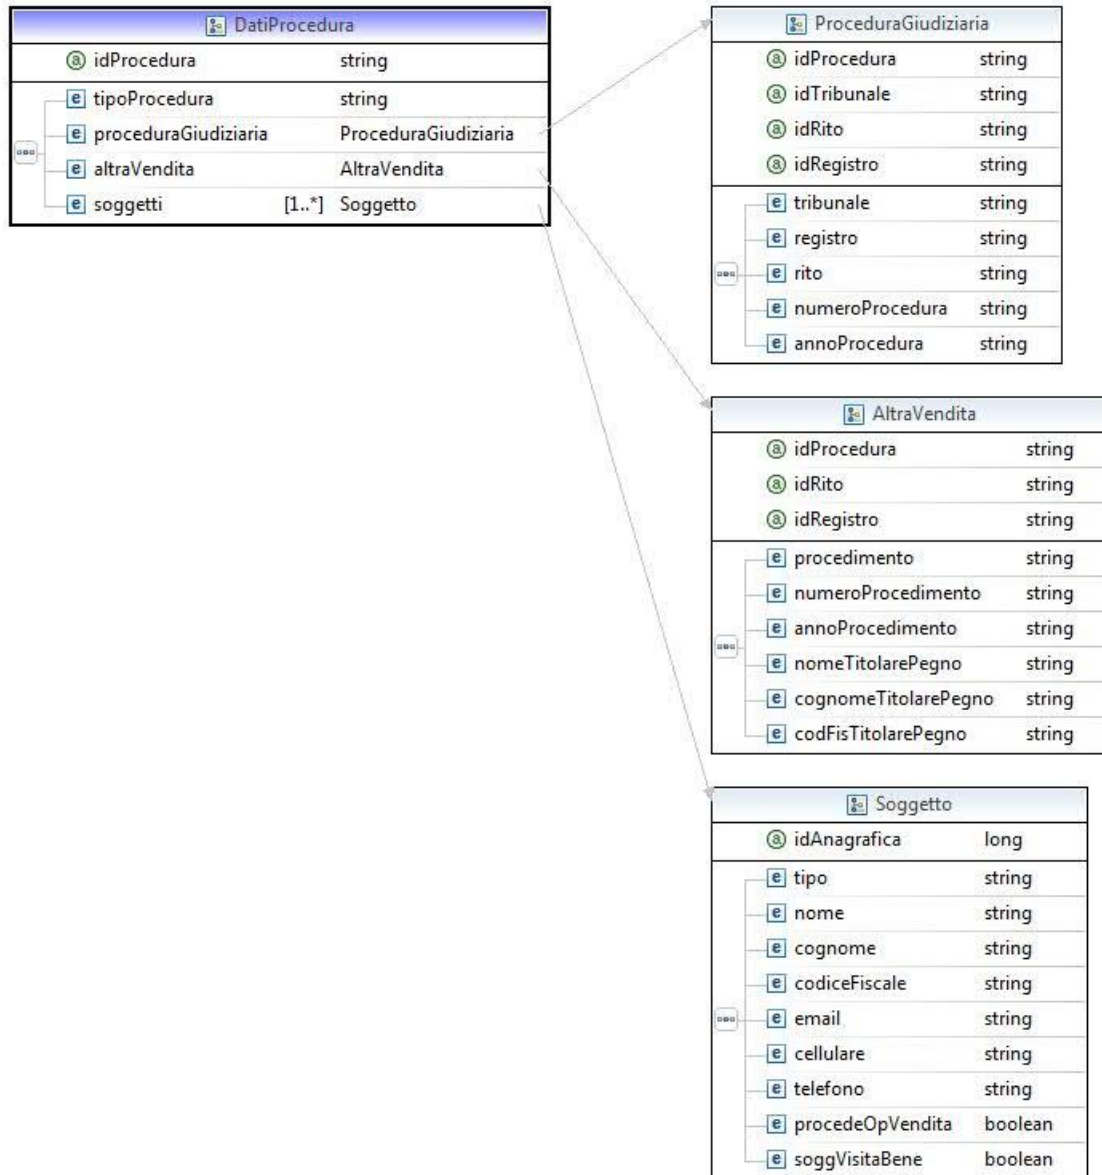 DatiProcedura
idProcedura string
tipoProcedura string
proceduraGiudiziaria ProceduraGiudiziaria
altraVendita AltraVendita
soggetti [1..*] Soggetto
ProceduraGiudiziaria
idProcedura string
idTribunale string
idRito string
idRegistro string
tribunale string
registro string
rito string
numeroProcedura string
annoProcedura string
AltraVendita
idProcedura string
idRito string
idRegistro string
procedimento string
numeroProcedimento string
annoProcedimento string
nomeTitolarePegno string
cognomeTitolarePegno string
codFisTitolarePegno string
Soggetto
idAnagrafica long
tipo string
nome string
cognome string
codiceFiscale string
email string
cellulare string
telefono string
procedeOpVendita boolean
soggVisitaBene boolean